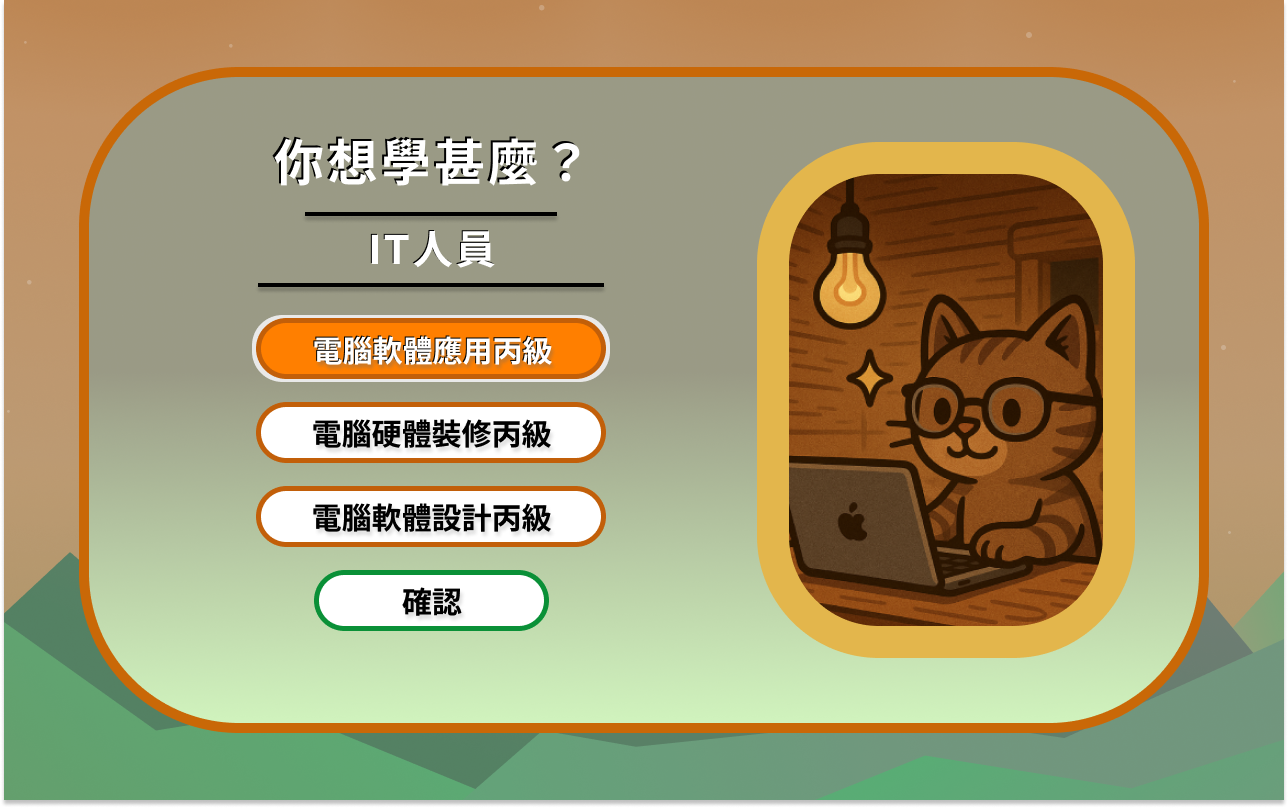 你想學甚麼？
IT人員
電腦軟體應用丙級
電腦硬體裝修丙級
電腦軟體設計丙級
確認